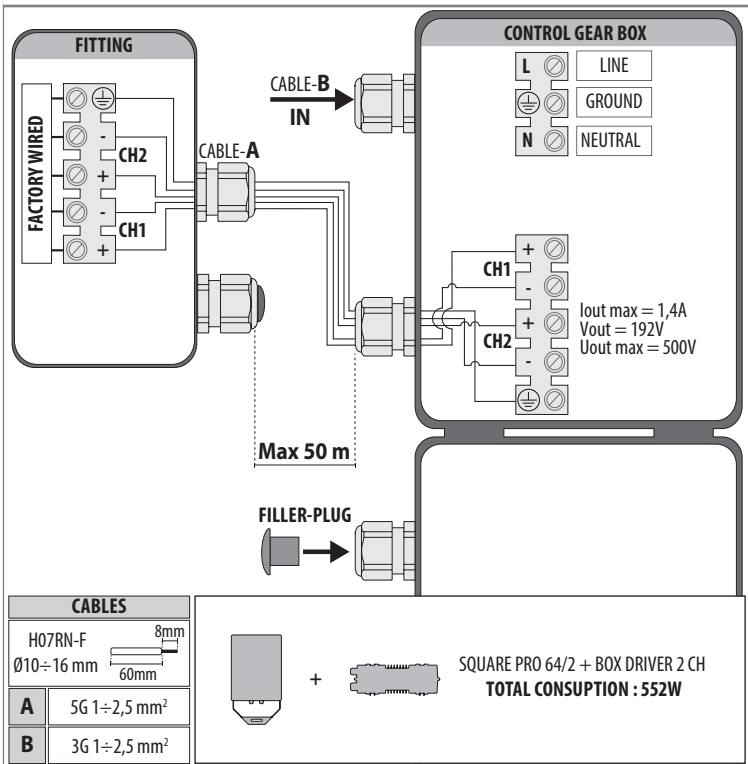 FITTING
CONTROL GEAR BOX
FACTORY WIRED
-
CH2
+
-
CH1
+
CABLE-A
CABLE-B
IN
L LINE
GROUND
N NEUTRAL
+
CH1
-
+
CH2
-
Iout max = 1,4A
Vout = 192V
Uout max = 500V
Max 50 m
FILLER-PLUG
CABLES
H07RN-F
Ø10÷16 mm
8mm
60mm
A 5G 1÷2,5 mm²
B 3G 1÷2,5 mm²
+
SQUARE PRO 64/2 + BOX DRIVER 2 CH
TOTAL CONSUPTION : 552W